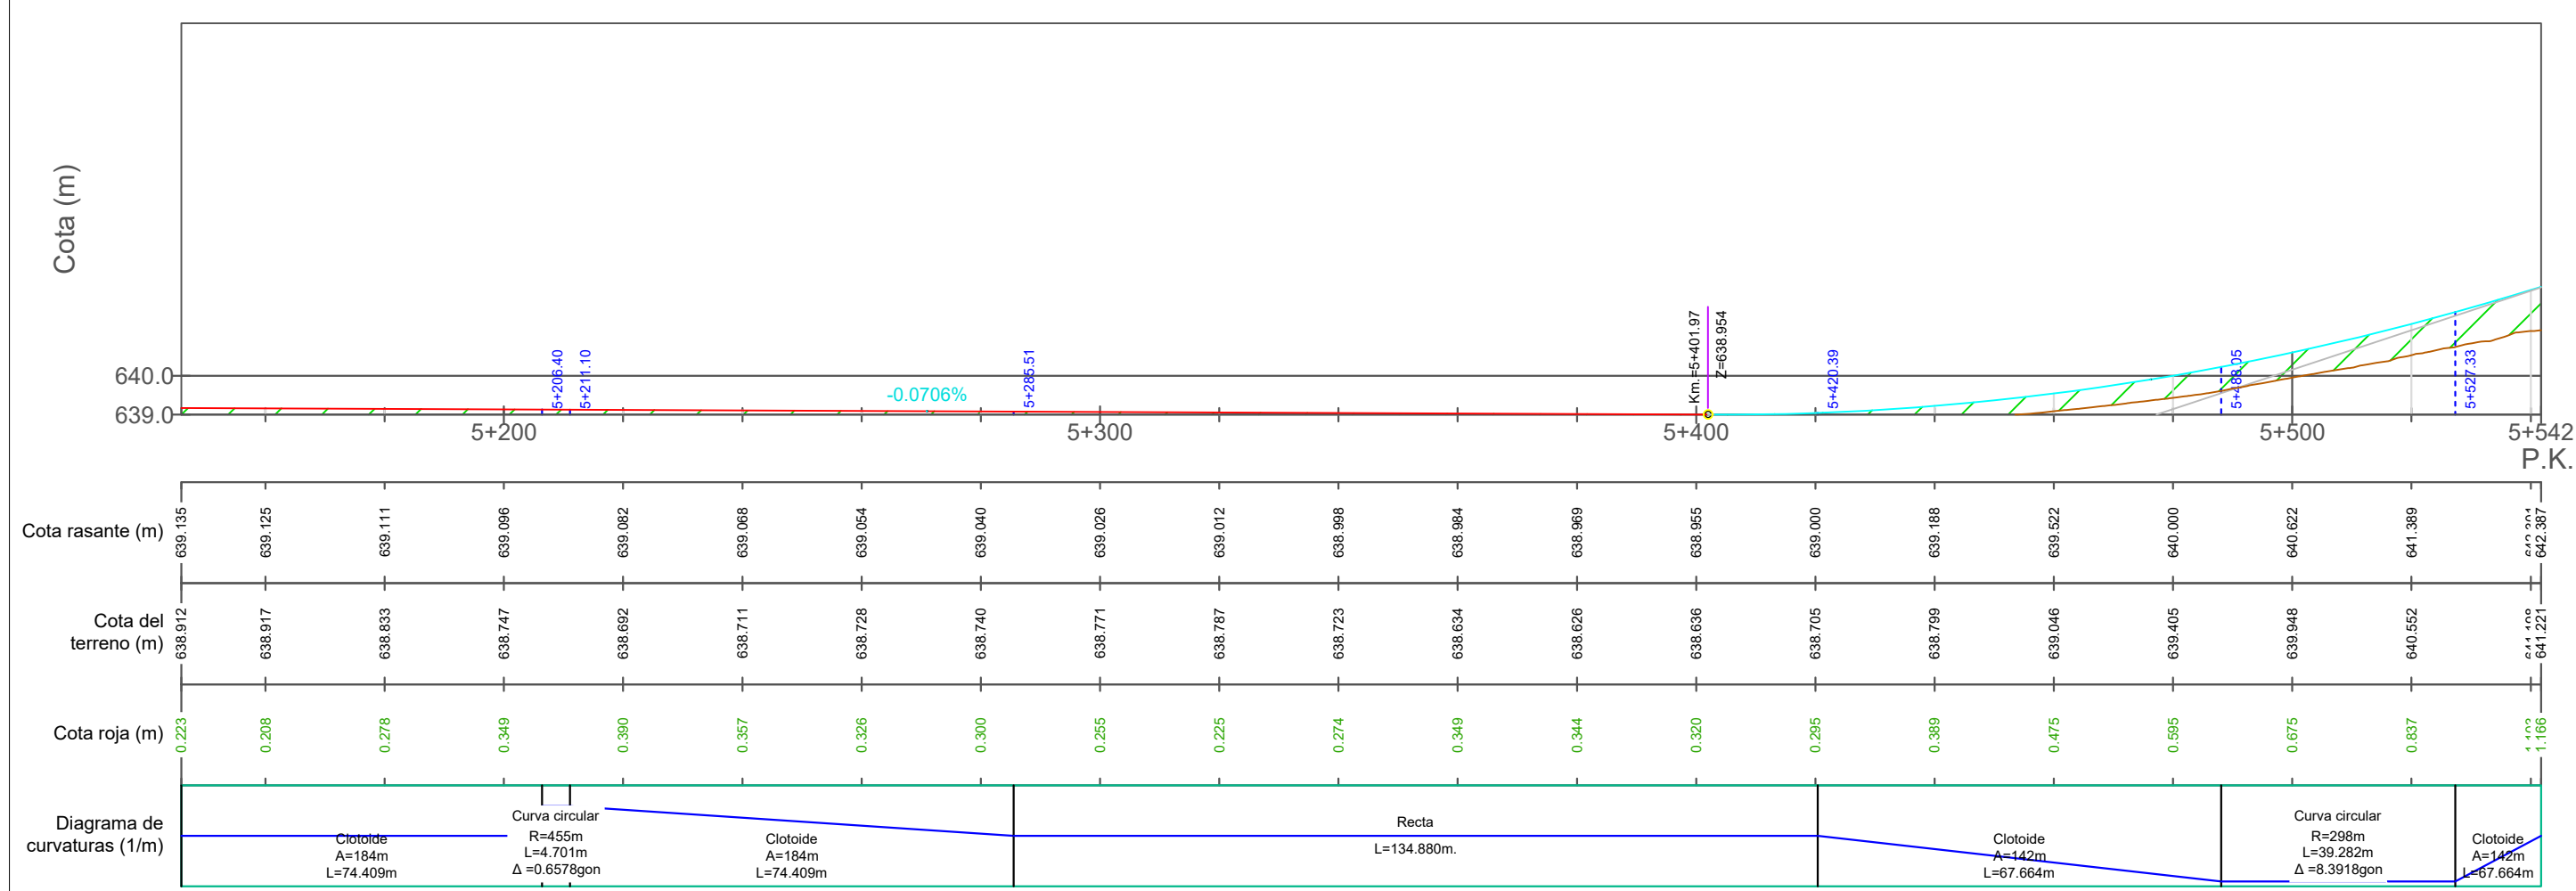 Cota (m)
640.0
639.0
5+206.40
5+211.10
-0.0706%
5+285.51
Km.=5+401.97
Z=638.954
5+420.39
5+488.05
5+527.33
5+200
5+300
5+400
5+500
5+542
P.K.
Cota rasante (m)
639.135
639.125
639.111
639.096
639.082
639.068
639.054
639.040
639.026
639.012
638.998
638.984
638.969
638.955
639.000
639.188
639.522
640.000
640.622
641.389
642.387
Cota del
terreno (m)
638.912
638.917
638.833
638.747
638.692
638.711
638.728
638.740
638.771
638.787
638.723
638.634
638.626
638.636
638.705
638.799
639.046
639.405
639.948
640.552
641.221
Cota roja (m)
0.223
0.208
0.278
0.349
0.390
0.357
0.326
0.300
0.255
0.225
0.274
0.349
0.344
0.320
0.295
0.389
0.475
0.595
0.675
0.837
1.166
Diagrama de
curvaturas (1/m)
Clotoide
A=184m
L=74.409m
Curva circular
R=455m
L=4.701m
Δ =0.6578gon
Clotoide
A=184m
L=74.409m
Recta
L=134.880m.
Clotoide
A=142m
L=67.664m
Curva circular
R=298m
L=39.282m
Δ =8.3918gon
Clotoide
A=142m
L=67.664m